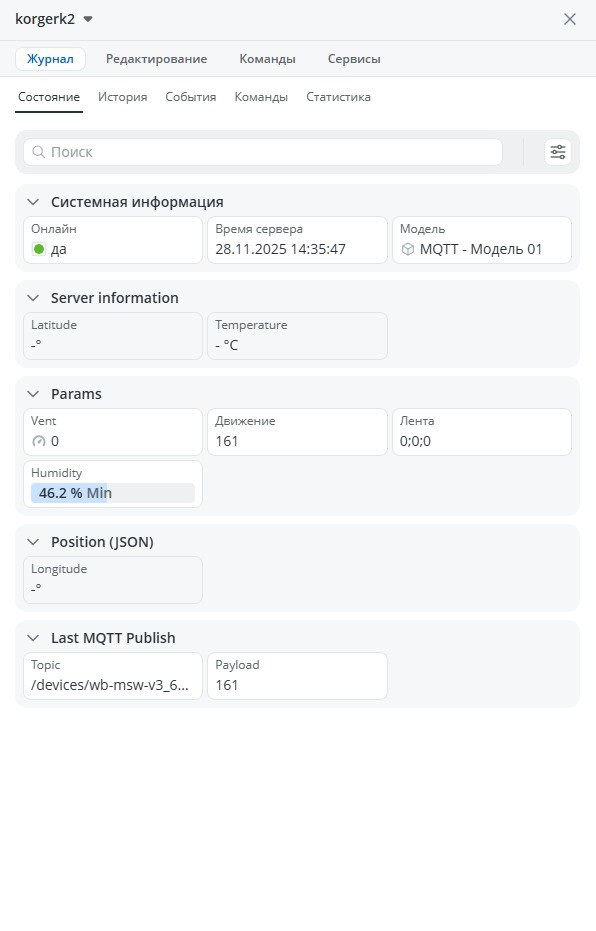 korgerk2
Журнал Редактирование Команды Сервисы
Состояние История События Команды Статистика
Поиск
Системная информация
Онлайн
да
Время сервера
28.11.2025 14:35:47
Модель
MQTT - Модель 01
Server information
Latitude
-°
Temperature
- °C
Params
Vent
0
Движение
161
Лента
0;0;0
Humidity
46.2 % Min
Position (JSON)
Longitude
-°
Last MQTT Publish
Topic
/devices/wb-msw-v3_6...
Payload
161